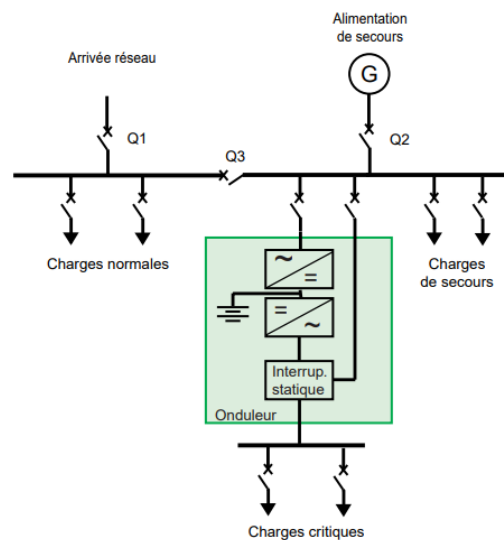 Alimentation
de secours
Arrivée réseau
G
Q1
Q2
Q3
Charges normales
Charges
de secours
~
=
=
~
Interrup.
statique
Onduleur
Charges critiques